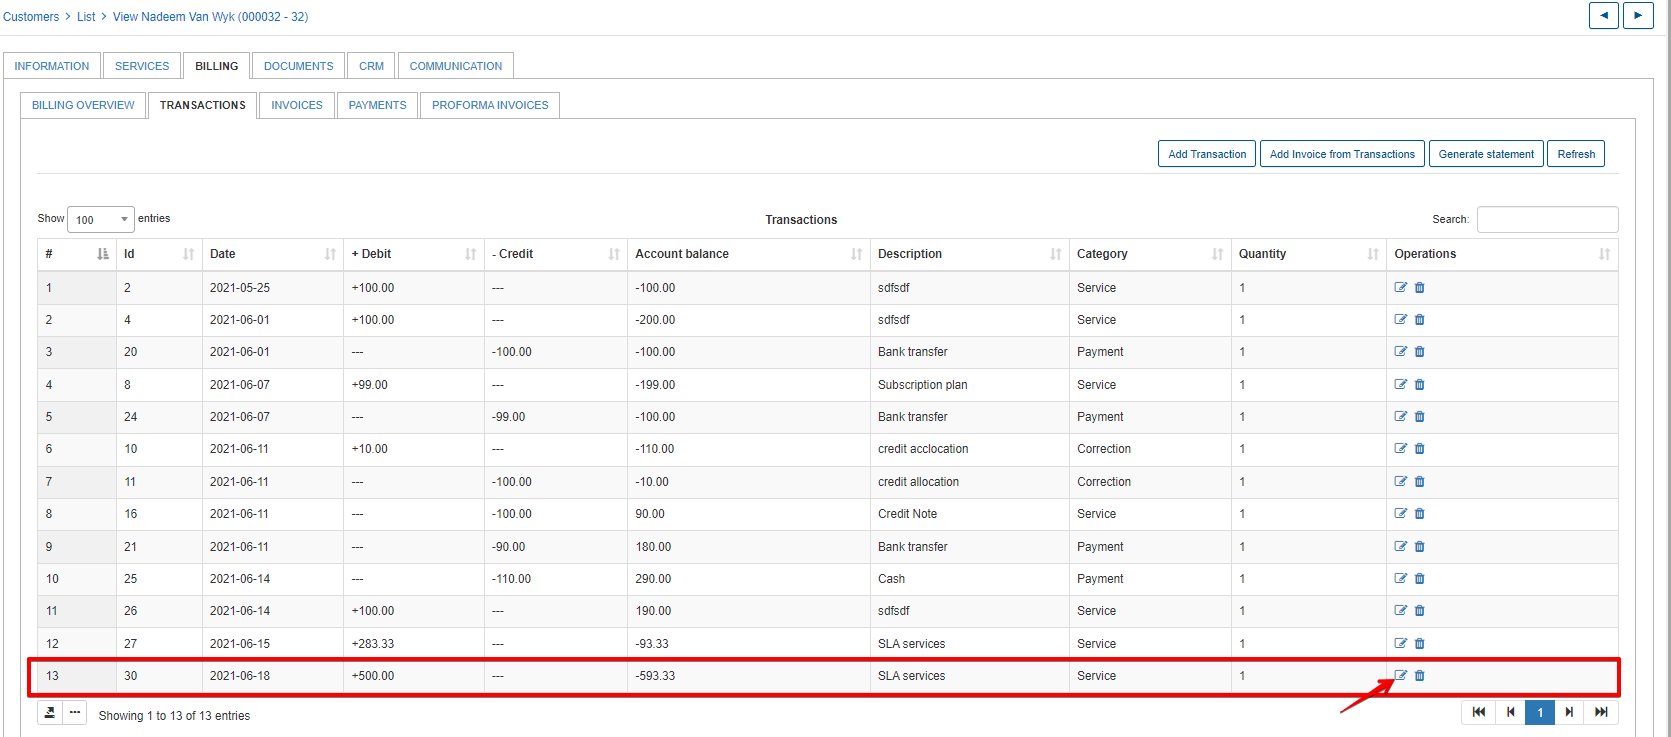 Customers > List > View Nadeem Van Wyk (000032 - 32)
INFORMATION SERVICES BILLING DOCUMENTS CRM COMMUNICATION
BILLING OVERVIEW TRANSACTIONS INVOICES PAYMENTS PROFORMA INVOICES
Add Transaction Add Invoice from Transactions Generate statement Refresh
Show 100 entries Transactions Search:
# Id Date + Debit - Credit Account balance Description Category Quantity Operations
1 2 2021-05-25 +100.00 --- -100.00 sdfsdf Service 1
2 4 2021-06-01 +100.00 --- -200.00 sdfsdf Service 1
3 20 2021-06-01 --- -100.00 -100.00 Bank transfer Payment 1
4 8 2021-06-07 +99.00 --- -199.00 Subscription plan Service 1
5 24 2021-06-07 --- -99.00 -100.00 Bank transfer Payment 1
6 10 2021-06-11 +10.00 --- -110.00 credit acclocation Correction 1
7 11 2021-06-11 --- -100.00 -10.00 credit allocation Correction 1
8 16 2021-06-11 --- -100.00 90.00 Credit Note Service 1
9 21 2021-06-11 --- -90.00 180.00 Bank transfer Payment 1
10 25 2021-06-14 --- -110.00 290.00 Cash Payment 1
11 26 2021-06-14 +100.00 --- 190.00 sdfsdf Service 1
12 27 2021-06-15 +283.33 --- -93.33 SLA services Service 1
13 30 2021-06-18 +500.00 --- -593.33 SLA services Service 1
Showing 1 to 13 of 13 entries 1